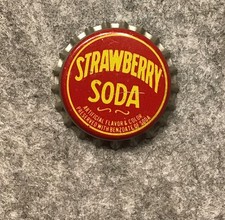 STRAWBERRY
SODA
ARTIFICIAL FLAVOR & COLOR
PRESERVED WITH BENZOATE OF SODA